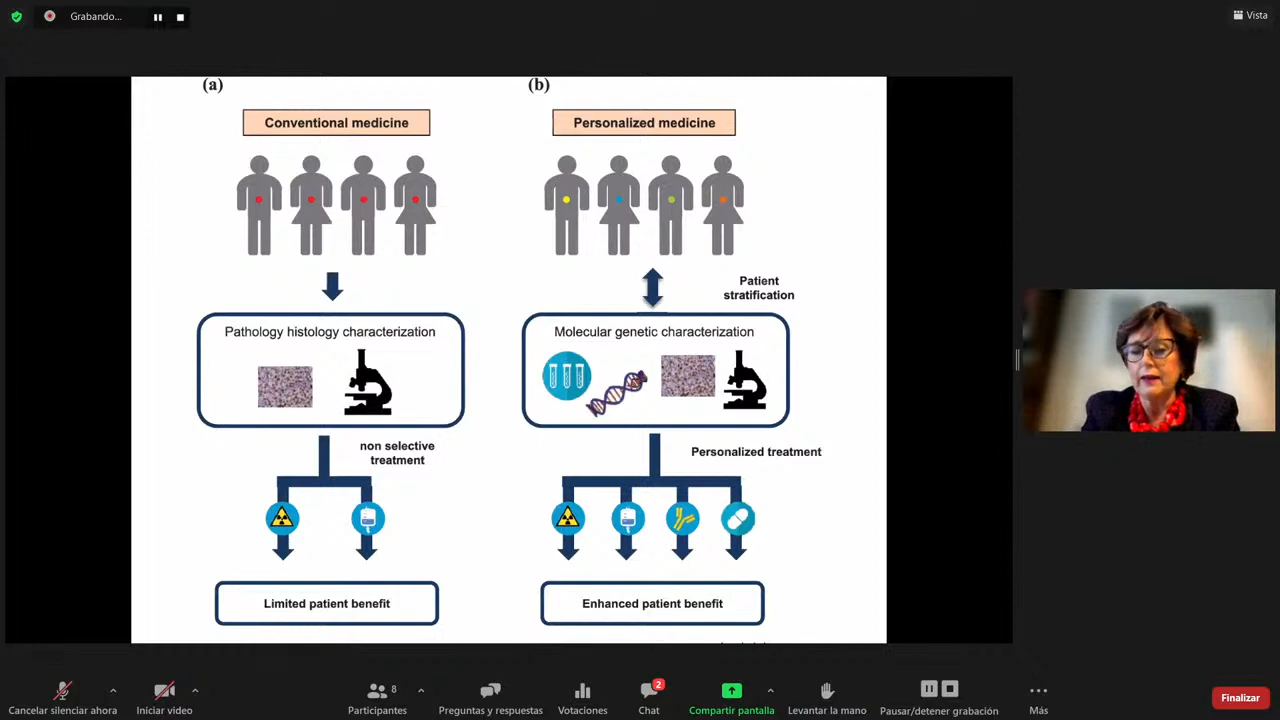 Grabando...
Vista
(a)
(b)
Conventional medicine
Personalized medicine
Patient
stratification
Pathology histology characterization
Molecular genetic characterization
non selective
treatment
Personalized treatment
Limited patient benefit
Enhanced patient benefit
Cancelar silenciar ahora
Iniciar video
8
Participantes
Preguntas y respuestas
Votaciones
2
Chat
Compartir pantalla
Levantar la mano
Pausar/detener grabación
Más
Finalizar